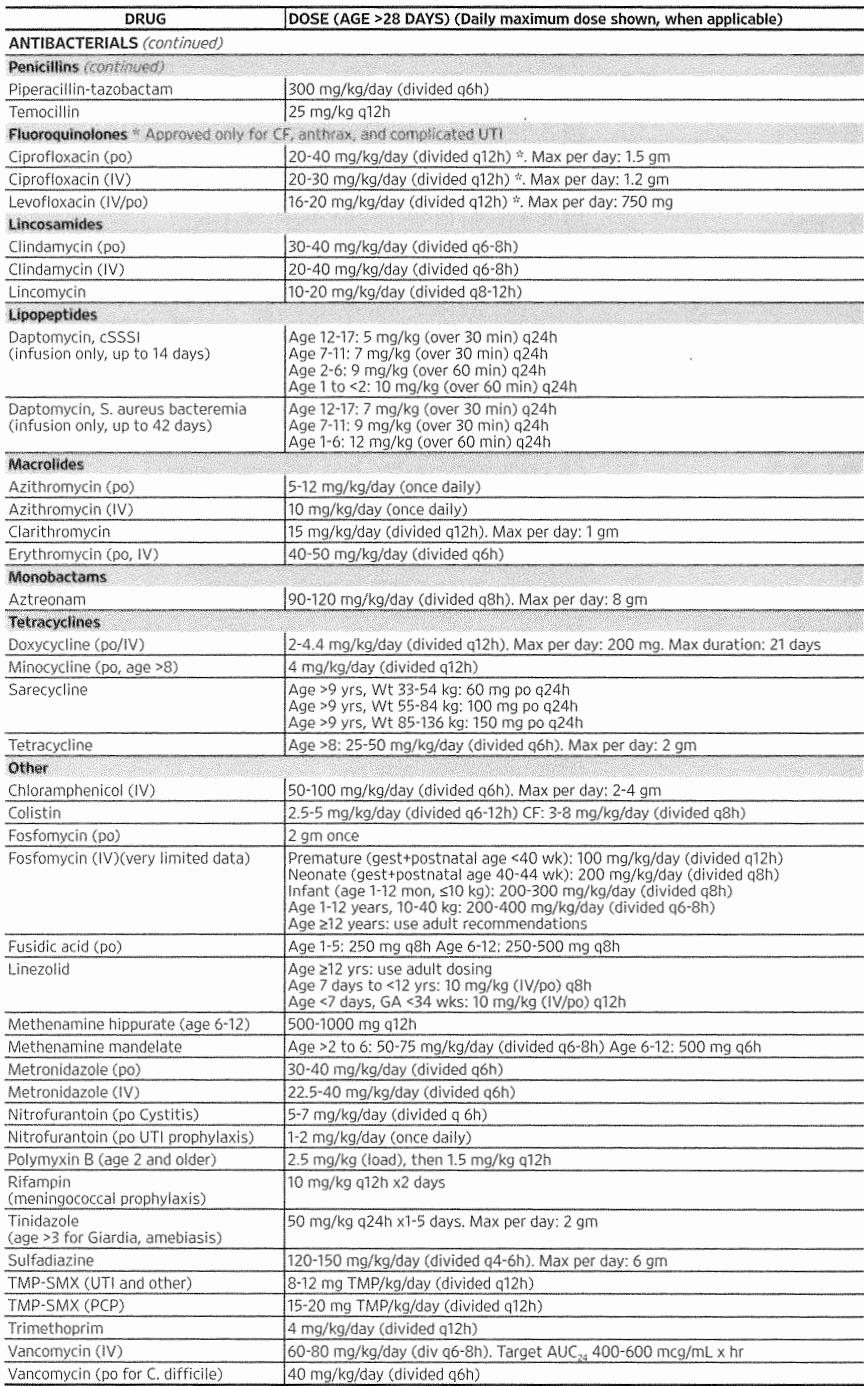 DRUG DOSE (AGE >28 DAYS) (Daily maximum dose shown, when applicable)
ANTIBACTERIALS (continued)
Penicillins (continued)
Piperacillin-tazobactam 300 mg/kg/day (divided q6h)
Temocillin 25 mg/kg q12h
Fluoroquinolones * Approved only for CF, anthrax, and complicated UTI
Ciprofloxacin (po) 20-40 mg/kg/day (divided q12h) *. Max per day: 1.5 gm
Ciprofloxacin (IV) 20-30 mg/kg/day (divided q12h) *. Max per day: 1.2 gm
Levofloxacin (IV/po) 16-20 mg/kg/day (divided q12h) *. Max per day: 750 mg
Lincosamides
Clindamycin (po) 30-40 mg/kg/day (divided q6-8h)
Clindamycin (IV) 20-40 mg/kg/day (divided q6-8h)
Lincomycin 10-20 mg/kg/day (divided q8-12h)
Lipopeptides
Daptomycin, cSSSI Age 12-17: 5 mg/kg (over 30 min) q24h
(infusion only, up to 14 days) Age 7-11: 7 mg/kg (over 30 min) q24h
Age 2-6: 9 mg/kg (over 60 min) q24h
Age 1 to <2: 10 mg/kg (over 60 min) q24h
Daptomycin, S. aureus bacteremia Age 12-17: 7 mg/kg (over 30 min) q24h
(infusion only, up to 42 days) Age 7-11: 9 mg/kg (over 30 min) q24h
Age 1-6: 12 mg/kg (over 60 min) q24h
Macrolides
Azithromycin (po) 5-12 mg/kg/day (once daily)
Azithromycin (IV) 10 mg/kg/day (once daily)
Clarithromycin 15 mg/kg/day (divided q12h). Max per day: 1 gm
Erythromycin (po, IV) 40-50 mg/kg/day (divided q6h)
Monobactams
Aztreonam 90-120 mg/kg/day (divided q8h). Max per day: 8 gm
Tetracyclines
Doxycycline (po/IV) 2-4.4 mg/kg/day (divided q12h). Max per day: 200 mg. Max duration: 21 days
Minocycline (po, age >8) 4 mg/kg/day (divided q12h)
Sarecycline Age >9 yrs, Wt 33-54 kg: 60 mg po q24h
Age >9 yrs, Wt 55-84 kg: 100 mg po q24h
Age >9 yrs, Wt 85-136 kg: 150 mg po q24h
Tetracycline Age >8: 25-50 mg/kg/day (divided q6h). Max per day: 2 gm
Other
Chloramphenicol (IV) 50-100 mg/kg/day (divided q6h). Max per day: 2-4 gm
Colistin 2.5-5 mg/kg/day (divided q6-12h) CF: 3-8 mg/kg/day (divided q8h)
Fosfomycin (po) 2 gm once
Fosfomycin (IV)(very limited data) Premature (gest+postnatal age <40 wk): 100 mg/kg/day (divided q12h)
Neonate (gest+postnatal age 40-44 wk): 200 mg/kg/day (divided q8h)
Infant (age 1-12 mon, ≤10 kg): 200-300 mg/kg/day (divided q8h)
Age 1-12 years, 10-40 kg: 200-400 mg/kg/day (divided q6-8h)
Age ≥12 years: use adult recommendations
Fusidic acid (po) Age 1-5: 250 mg q8h Age 6-12: 250-500 mg q8h
Linezolid Age ≥12 yrs: use adult dosing
Age 7 days to <12 yrs: 10 mg/kg (IV/po) q8h
Age <7 days, GA <34 wks: 10 mg/kg (IV/po) q12h
Methenamine hippurate (age 6-12) 500-1000 mg q12h
Methenamine mandelate Age >2 to 6: 50-75 mg/kg/day (divided q6-8h) Age 6-12: 500 mg q6h
Metronidazole (po) 30-40 mg/kg/day (divided q6h)
Metronidazole (IV) 22.5-40 mg/kg/day (divided q6h)
Nitrofurantoin (po Cystitis) 5-7 mg/kg/day (divided q 6h)
Nitrofurantoin (po UTI prophylaxis) 1-2 mg/kg/day (once daily)
Polymyxin B (age 2 and older) 2.5 mg/kg (load), then 1.5 mg/kg q12h
Rifampin 10 mg/kg q12h x2 days
(meningococcal prophylaxis)
Tinidazole 50 mg/kg q24h x1-5 days. Max per day: 2 gm
(age >3 for Giardia, amebiasis)
Sulfadiazine 120-150 mg/kg/day (divided q4-6h). Max per day: 6 gm
TMP-SMX (UTI and other) 8-12 mg TMP/kg/day (divided q12h)
TMP-SMX (PCP) 15-20 mg TMP/kg/day (divided q12h)
Trimethoprim 4 mg/kg/day (divided q12h)
Vancomycin (IV) 60-80 mg/kg/day (div q6-8h). Target AUC₂₄ 400-600 mcg/mL x hr
Vancomycin (po for C. difficile) 40 mg/kg/day (divided q6h)